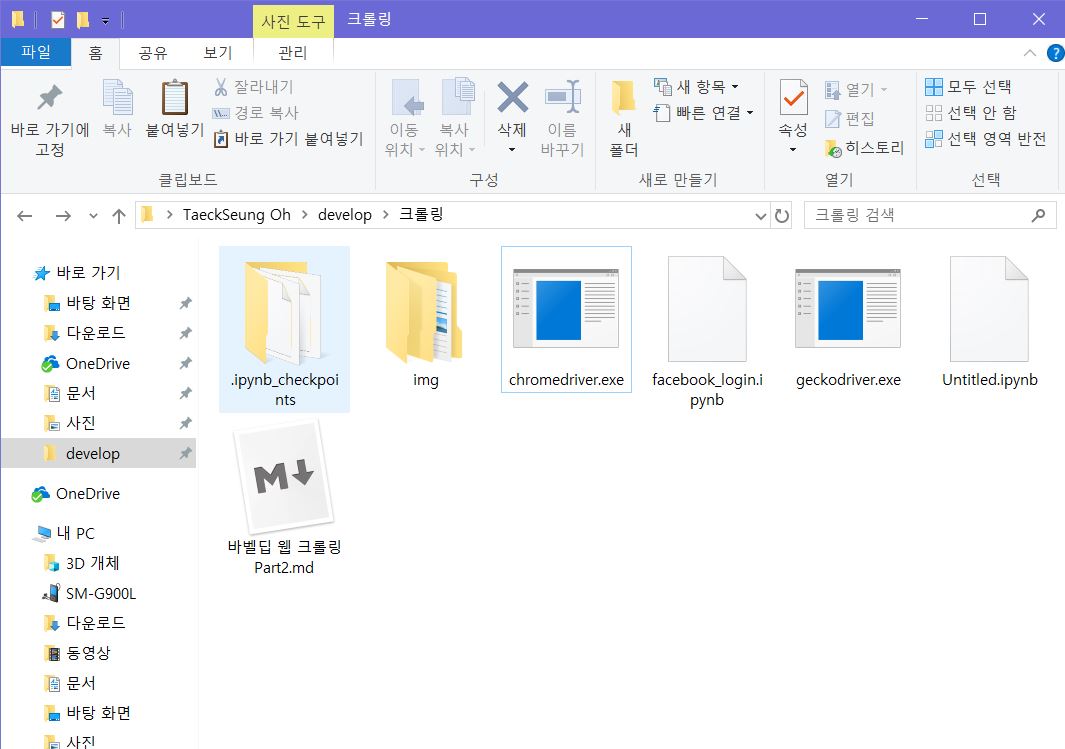 사진 도구
크롤링
파일
홈
공유
보기
관리
바로 가기에
고정
복사
붙여넣기
잘라내기
경로 복사
바로 가기 붙여넣기
클립보드
이동
위치
복사
위치
삭제
이름
바꾸기
구성
새
폴더
새 항목
빠른 연결
새로 만들기
속성
열기
편집
히스토리
열기
모두 선택
선택 안 함
선택 영역 반전
선택
TaeckSeung Oh
develop
크롤링
크롤링 검색
바로 가기
바탕 화면
다운로드
OneDrive
문서
사진
develop
OneDrive
내 PC
3D 개체
SM-G900L
다운로드
동영상
문서
바탕 화면
사진
.ipynb_checkpoi
nts
img
chromedriver.exe
facebook_login.i
pynb
geckodriver.exe
Untitled.ipynb
M
바벨딥 웹 크롤링
Part2.md